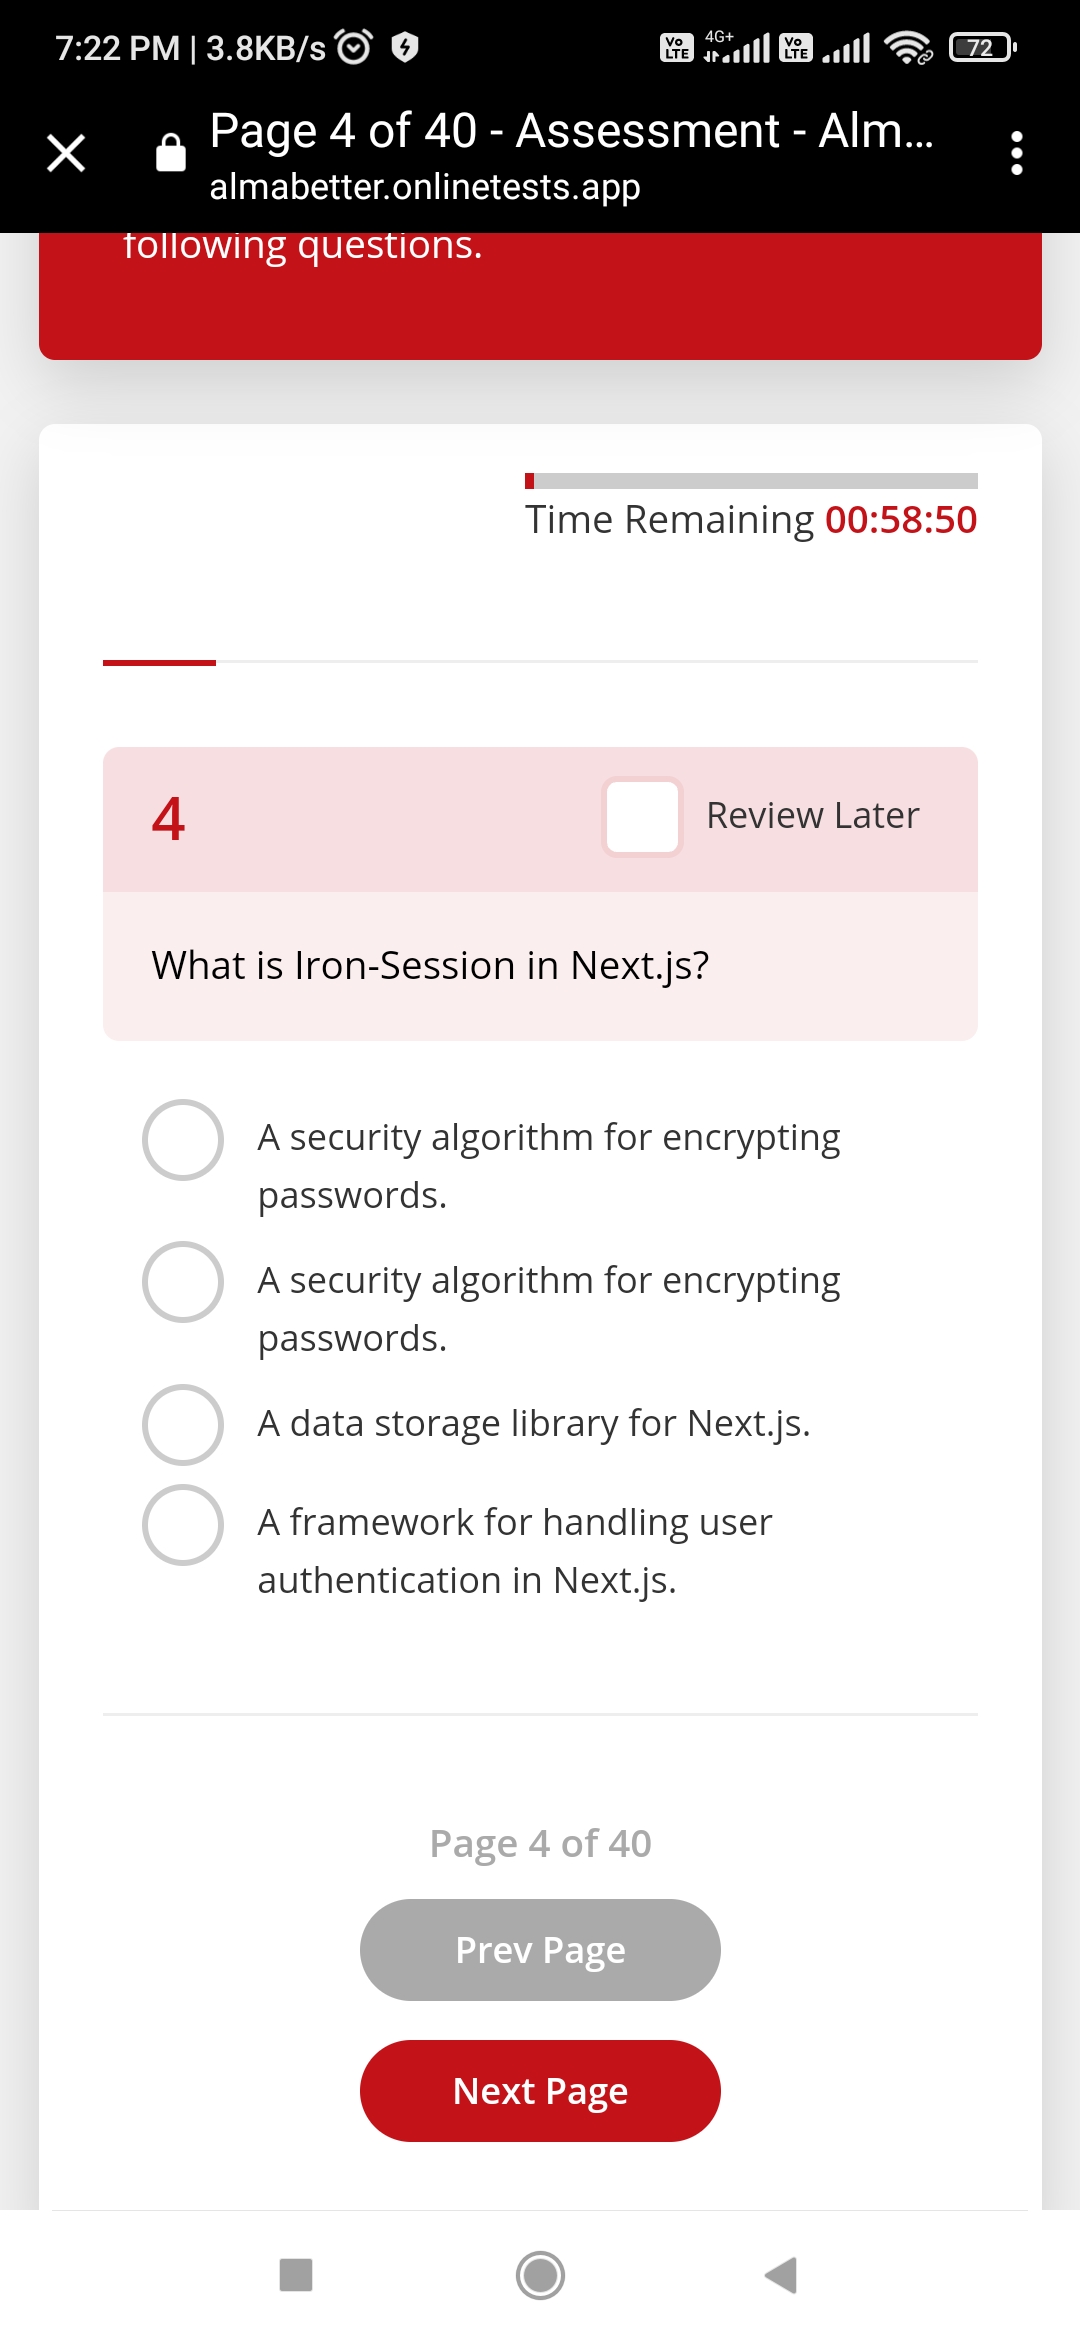 7:22 PM | 3.8KB/s
Vo LTE 4G+ Vo LTE 72
Page 4 of 40 - Assessment - Alm...
almabetter.onlinetests.app
following questions.
Time Remaining 00:58:50
4 Review Later
What is Iron-Session in Next.js?
A security algorithm for encrypting
passwords.
A security algorithm for encrypting
passwords.
A data storage library for Next.js.
A framework for handling user
authentication in Next.js.
Page 4 of 40
Prev Page
Next Page